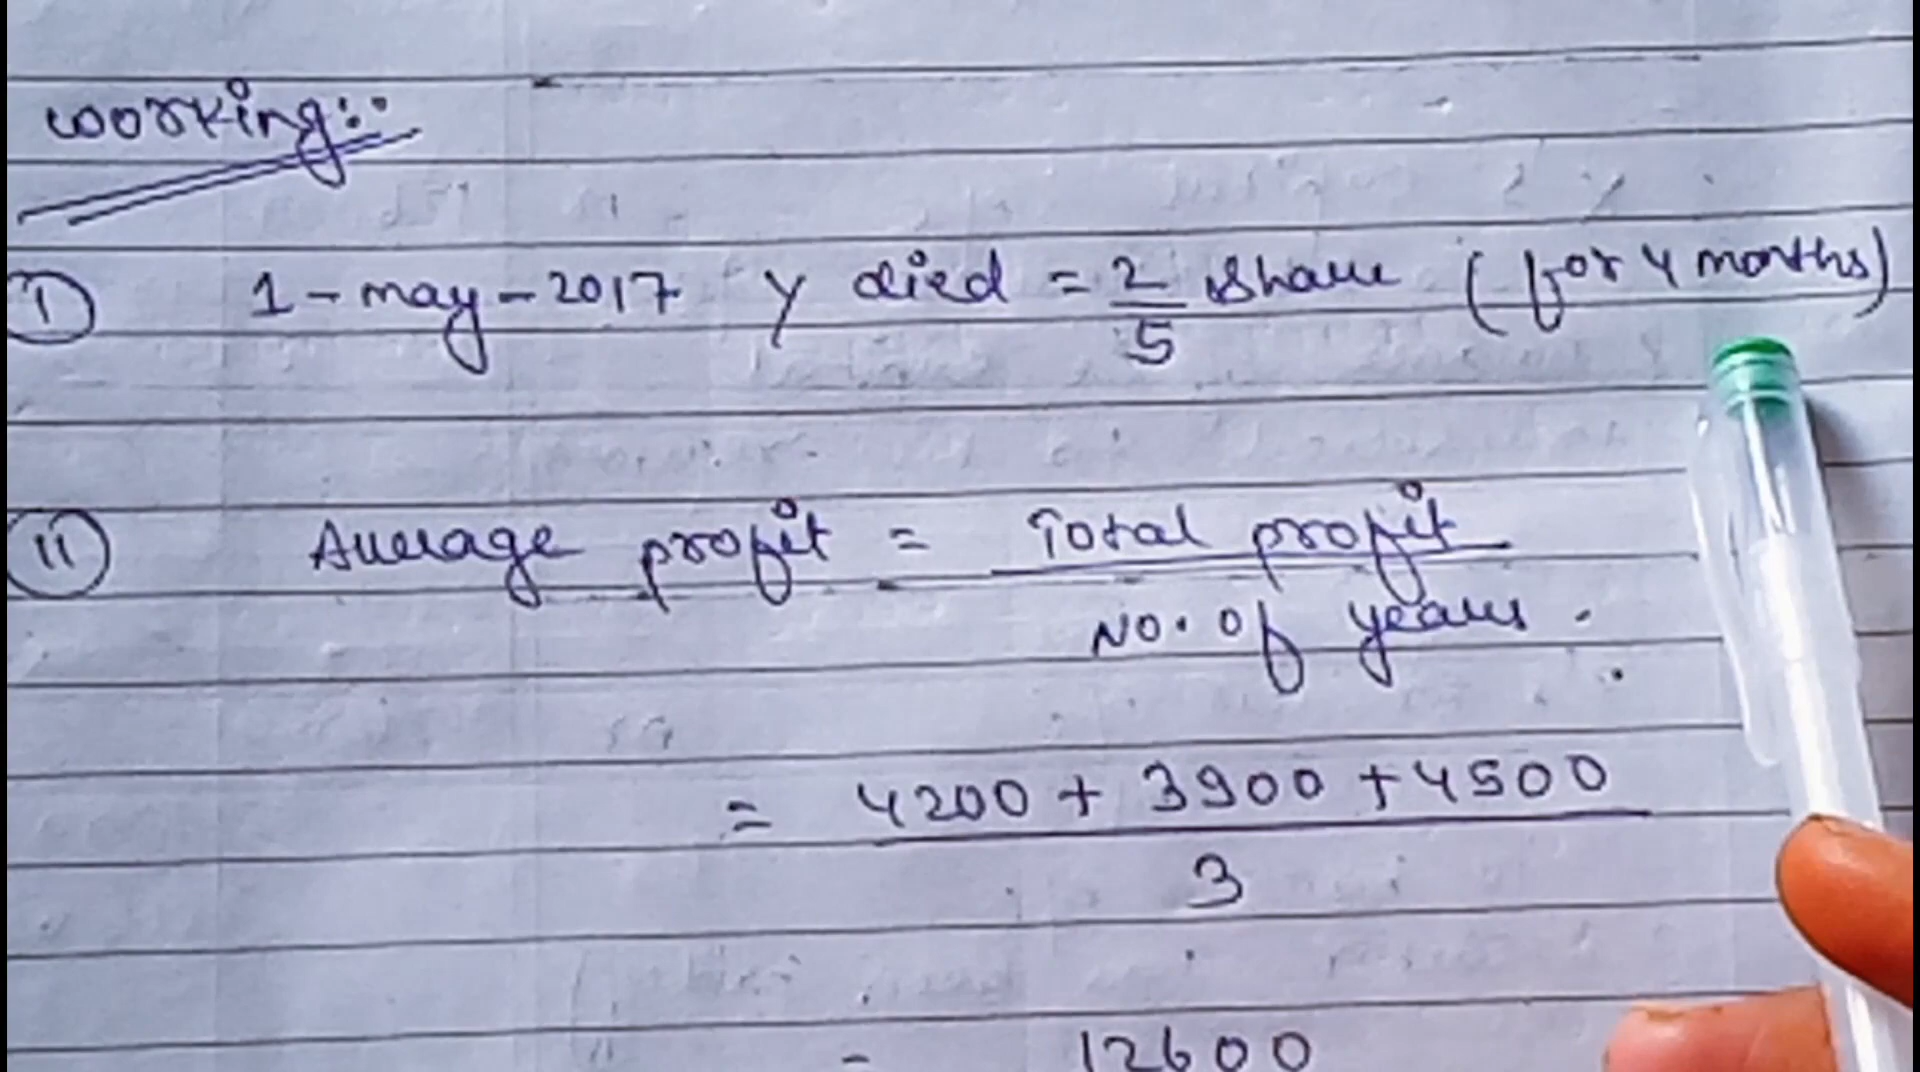 Working:-
(I) 1-may-2017 Y died = 2/5 share (for 4 months)
(II) Average profit = Total profit
No. of years.
= 4200 + 3900 + 4500
3
= 12600